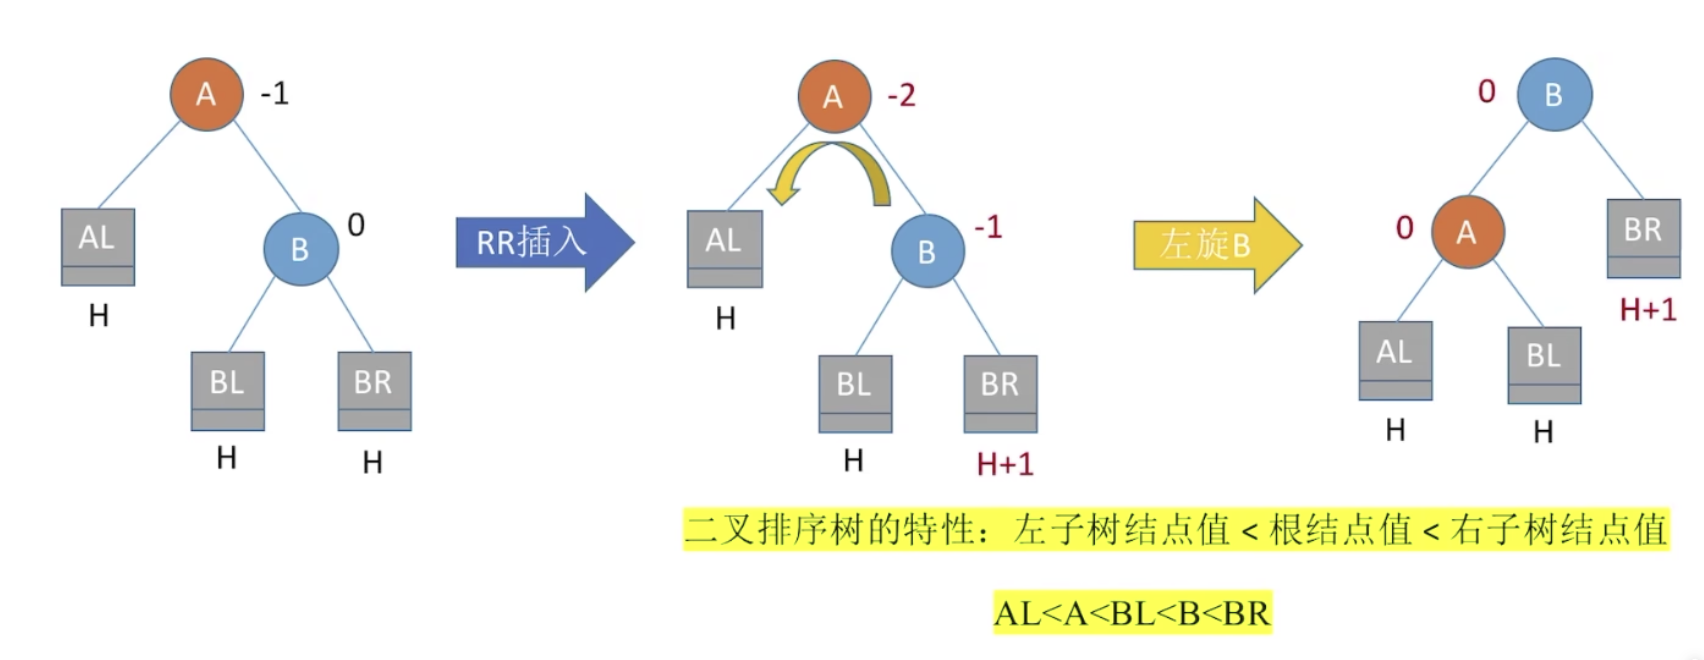 A -1
AL
H
B 0
BL
H
BR
H
RR插入
A -2
AL
H
B -1
BL
H
BR
H+1
左旋B
0 B
0 A
BR
H+1
AL
H
BL
H
二叉排序树的特性：左子树结点值 < 根结点值 < 右子树结点值
AL<A<BL<B<BR